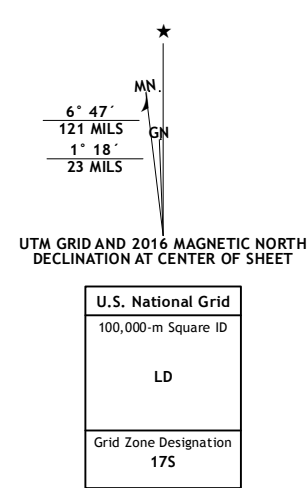 ★
MN
6° 47´
121 MILS
GN
1° 18´
23 MILS
UTM GRID AND 2016 MAGNETIC NORTH
DECLINATION AT CENTER OF SHEET
U.S. National Grid
100,000-m Square ID
LD
Grid Zone Designation
17S